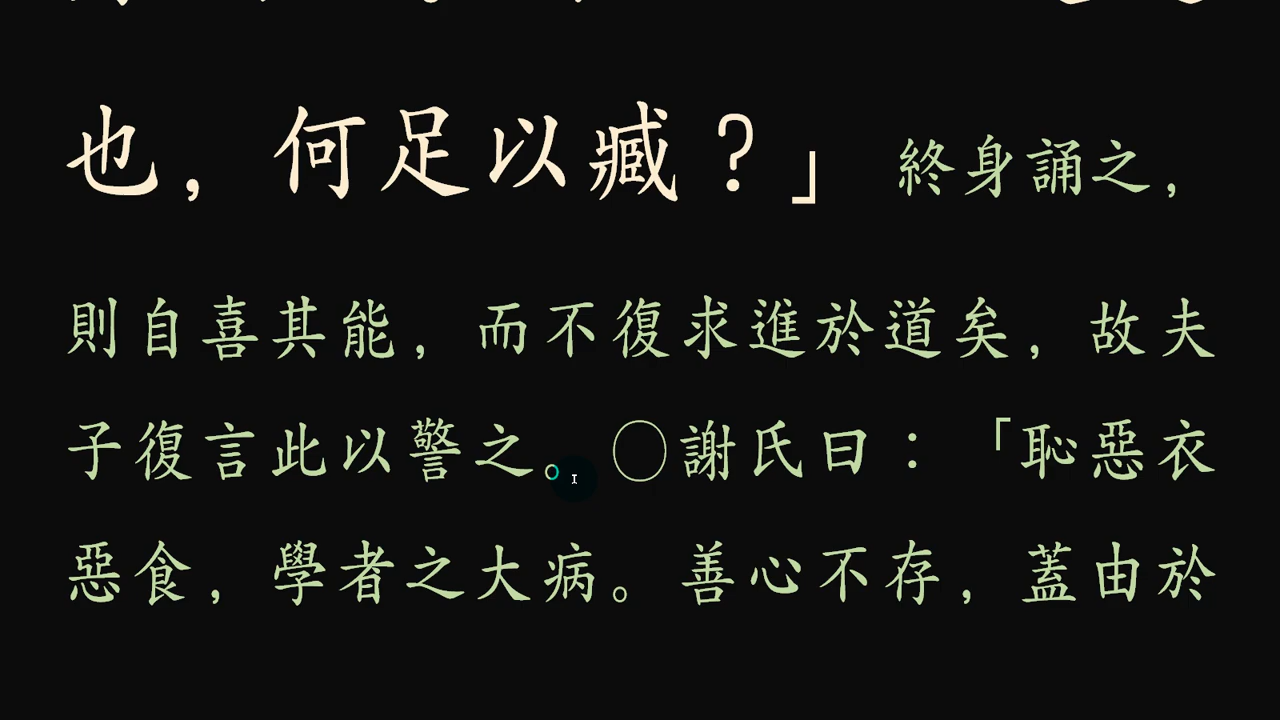 也，何足以臧？」終身誦之，
則自喜其能，而不復求進於道矣，故夫
子復言此以警之。〇謝氏曰：「恥惡衣
惡食，學者之大病。善心不存，蓋由於